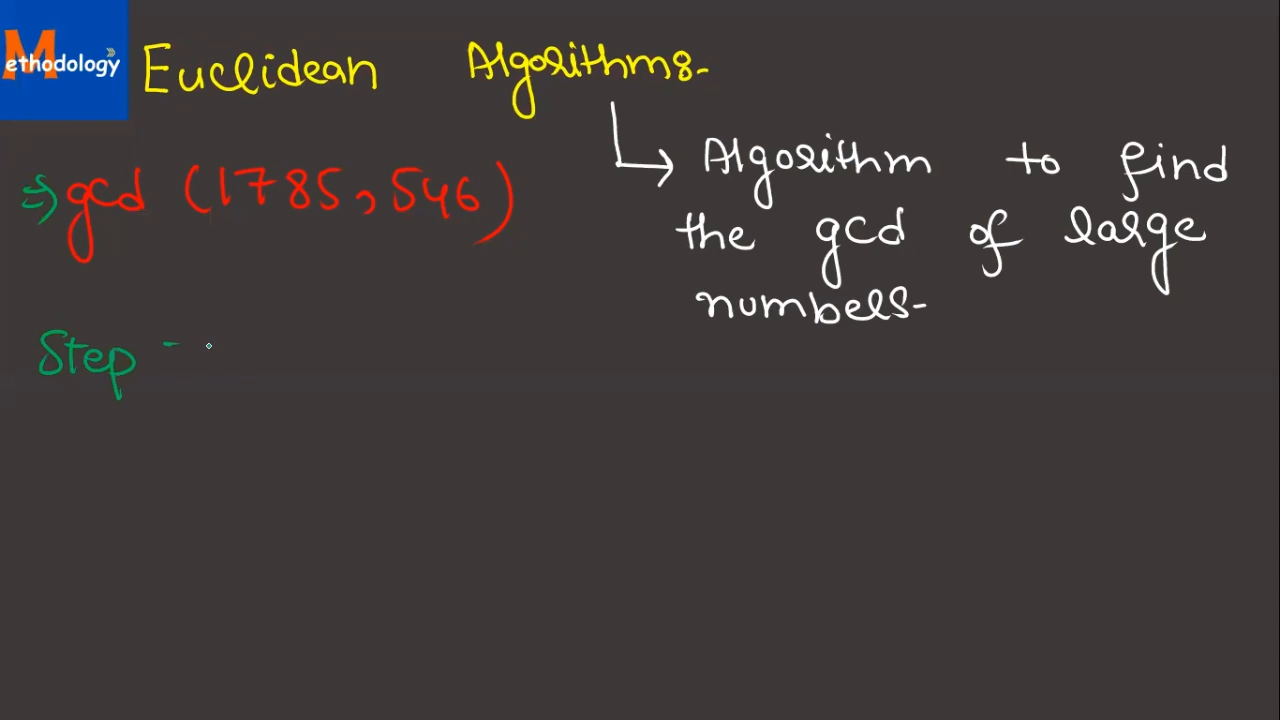 Methodology
Euclidean Algorithms.
Algorithm to find
the gcd of large
numbers.
⇒ gcd (1785, 546)
Step -